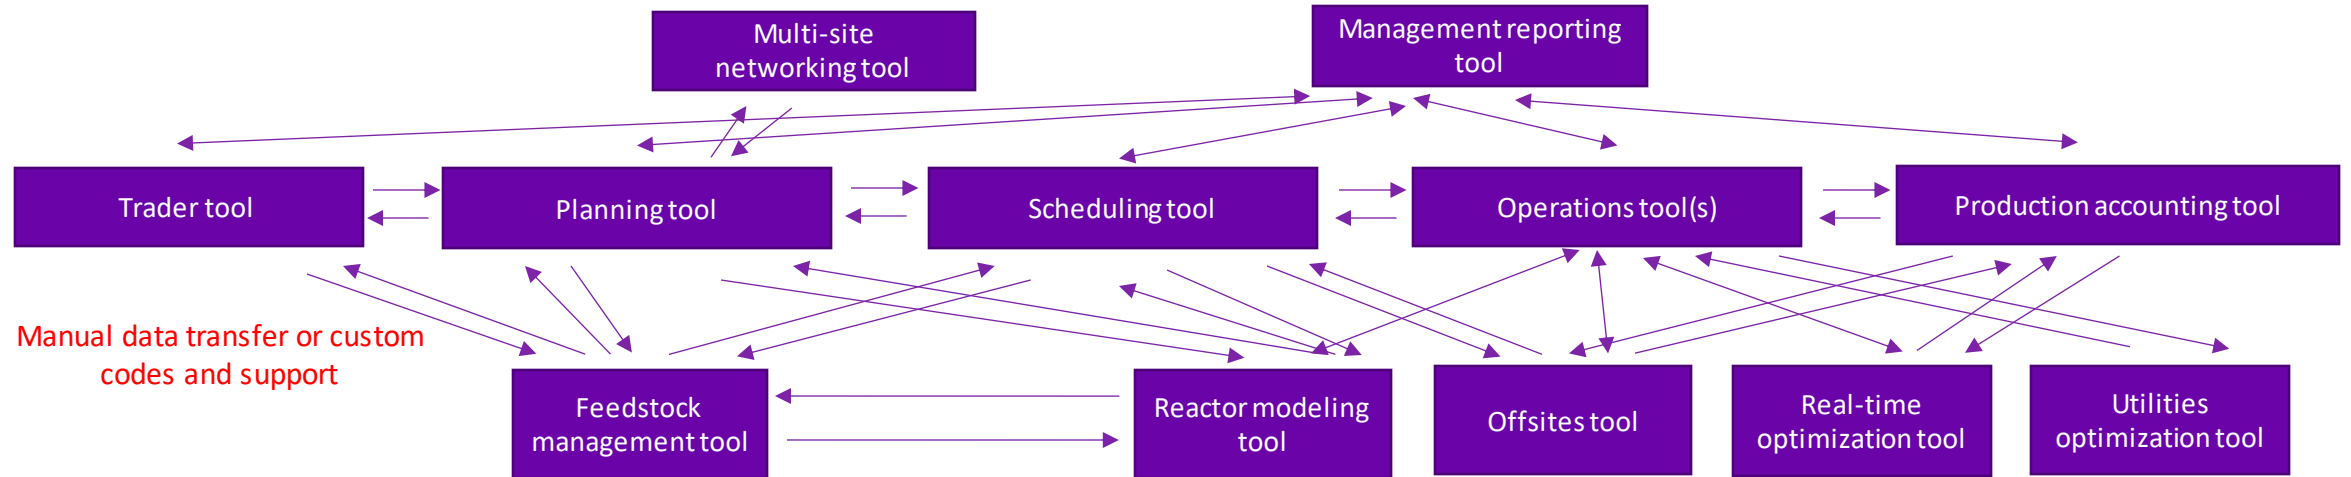 Multi-site
networking tool
Management reporting
tool
Trader tool
Planning tool
Scheduling tool
Operations tool(s)
Production accounting tool
Manual data transfer or custom
codes and support
Feedstock
management tool
Reactor modeling
tool
Offsites tool
Real-time
optimization tool
Utilities
optimization tool